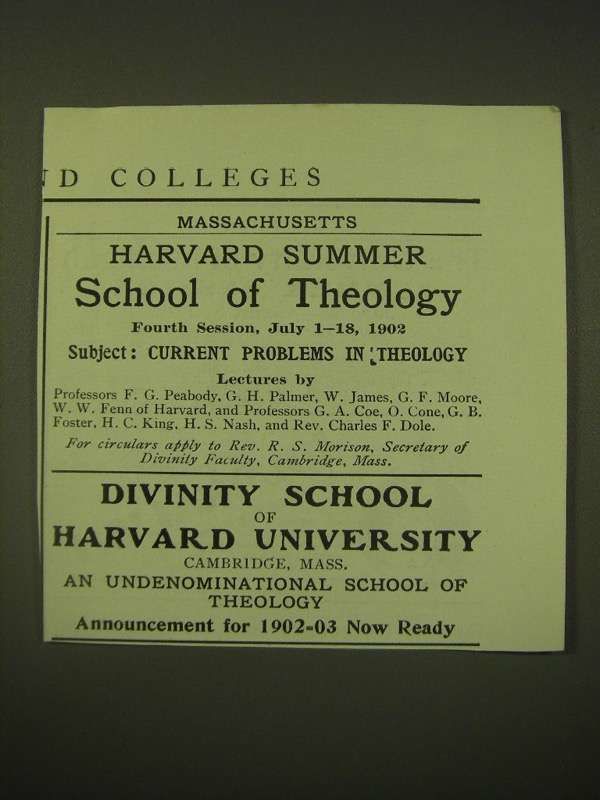 ND COLLEGES
MASSACHUSETTS
HARVARD SUMMER
School of Theology
Fourth Session, July 1-18, 1902
Subject: CURRENT PROBLEMS IN THEOLOGY
Lectures by
Professors F. G. Peabody, G. H. Palmer, W. James, G. F. Moore,
W. W. Fenn of Harvard, and Professors G. A. Coe, O. Cone, G. B.
Foster, H. C. King, H. S. Nash, and Rev. Charles F. Dole.
For circulars apply to Rev. R. S. Morison, Secretary of
Divinity Faculty, Cambridge, Mass.
DIVINITY SCHOOL
OF
HARVARD UNIVERSITY
CAMBRIDGE, MASS.
AN UNDENOMINATIONAL SCHOOL OF
THEOLOGY
Announcement for 1902-03 Now Ready